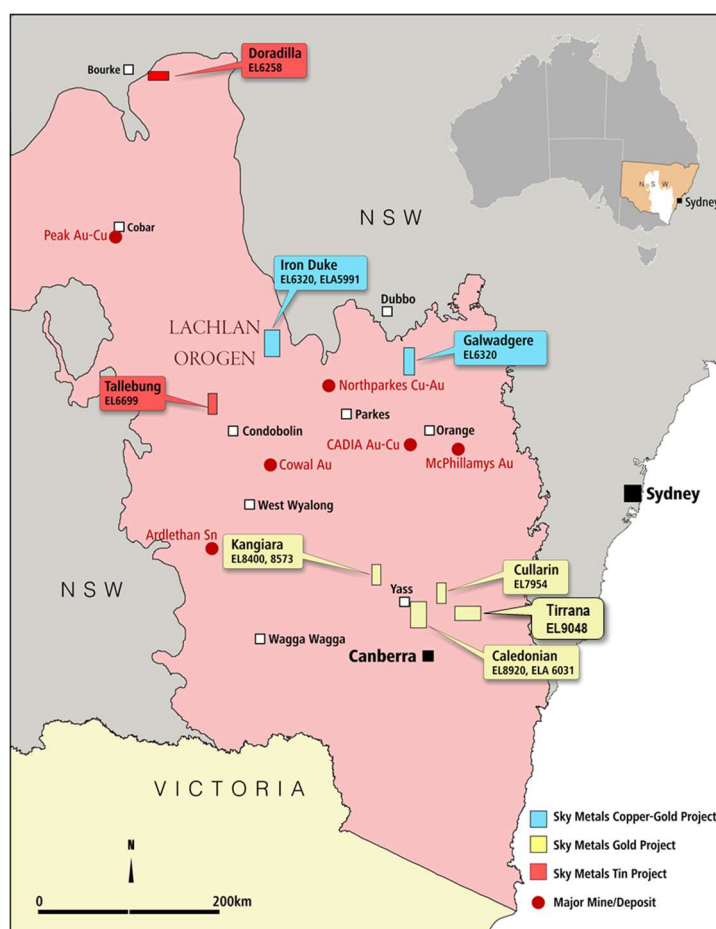 Doradilla
EL6258
Bourke
NSW
Sydney
NSW
Cobar
Peak Au-Cu
Iron Duke
EL6320, ELA5991
Dubbo
LACHLAN
OROGEN
Galwadgere
EL6320
Tallebung
EL6699
Northparkes Cu-Au
Parkes
Condobolin
Orange
CADIA Au-Cu
McPhillamys Au
Cowal Au
Sydney
West Wyalong
Ardlethan Sn
Kangiara
EL8400, 8573
Cullarin
EL7954
NSW
Yass
Tirrana
EL9048
Wagga Wagga
Canberra
Caledonian
EL8920, ELA 6031
VICTORIA
Sky Metals Copper-Gold Project
Sky Metals Gold Project
Sky Metals Tin Project
Major Mine/Deposit
N
0 200km